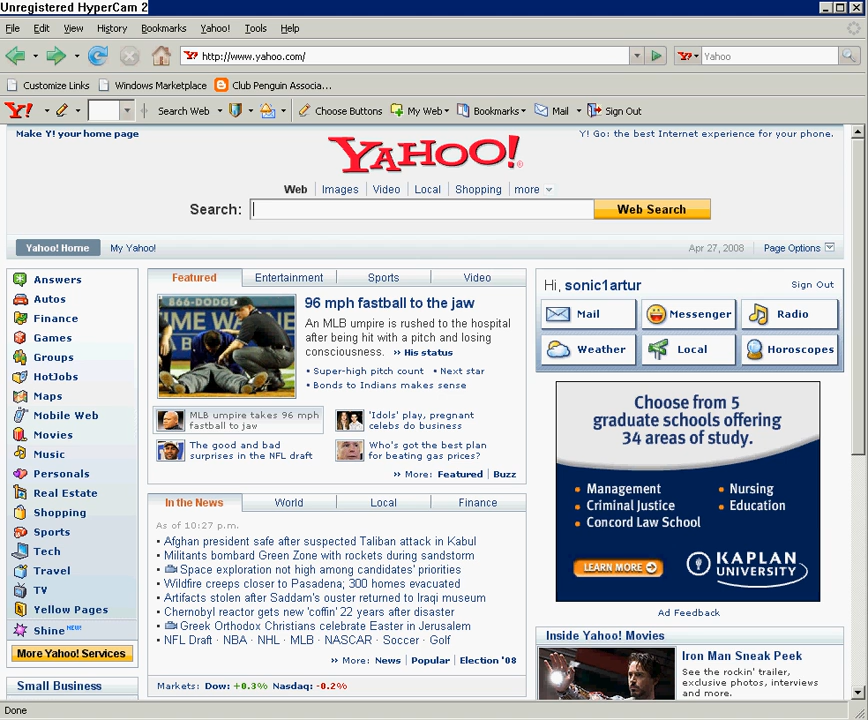 Unregistered HyperCam 2
File Edit View History Bookmarks Yahoo! Tools Help
http://www.yahoo.com/
Yahoo
Customize Links Windows Marketplace Club Penguin Associa...
Y! Search Web Choose Buttons My Web Bookmarks Mail Sign Out
Make Y! your home page
Y! Go: the best Internet experience for your phone.
YAHOO!
Web Images Video Local Shopping more
Search: Web Search
Yahoo! Home My Yahoo!
Apr 27, 2008 Page Options
Answers
Autos
Finance
Games
Groups
HotJobs
Maps
Mobile Web
Movies
Music
Personals
Real Estate
Shopping
Sports
Tech
Travel
TV
Yellow Pages
Shine NEW!
More Yahoo! Services
Small Business
Featured Entertainment Sports Video
866-DODG
TIME WA
96 mph fastball to the jaw
An MLB umpire is rushed to the hospital
after being hit with a pitch and losing
consciousness. » His status
• Super-high pitch count • Next star
• Bonds to Indians makes sense
MLB umpire takes 96 mph
fastball to jaw
'Idols' play, pregnant
celebs do business
The good and bad
surprises in the NFL draft
Who's got the best plan
for beating gas prices?
» More: Featured | Buzz
In the News World Local Finance
As of 10:27 p.m.
• Afghan president safe after suspected Taliban attack in Kabul
• Militants bombard Green Zone with rockets during sandstorm
• Space exploration not high among candidates' priorities
• Wildfire creeps closer to Pasadena; 300 homes evacuated
• Artifacts stolen after Saddam's ouster returned to Iraqi museum
• Chernobyl reactor gets new 'coffin' 22 years after disaster
• Greek Orthodox Christians celebrate Easter in Jerusalem
• NFL Draft · NBA · NHL · MLB · NASCAR · Soccer · Golf
» More: News | Popular | Election '08
Markets: Dow: +0.3% Nasdaq: -0.2%
Hi, sonic1artur
Sign Out
Mail Messenger Radio
Weather Local Horoscopes
Choose from 5
graduate schools offering
34 areas of study.
• Management
• Criminal Justice
• Concord Law School
• Nursing
• Education
LEARN MORE
KAPLAN
UNIVERSITY
Ad Feedback
Inside Yahoo! Movies
Iron Man Sneak Peek
See the rockin' trailer,
exclusive photos, interviews
and more.
Done